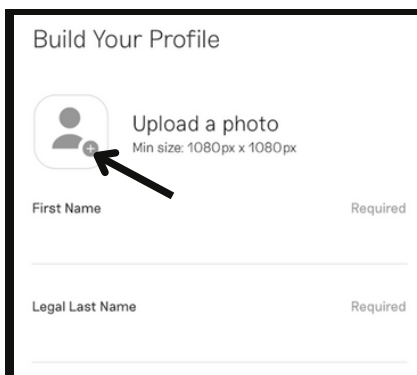 Build Your Profile
Upload a photo
Min size: 1080px x 1080px
First Name Required
Legal Last Name Required